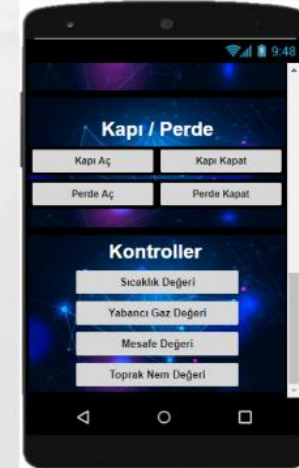 9:48
Kapı / Perde
Kapı Aç
Kapı Kapat
Perde Aç
Perde Kapat
Kontroller
Sıcaklık Değeri
Yabancı Gaz Değeri
Mesafe Değeri
Toprak Nem Değeri